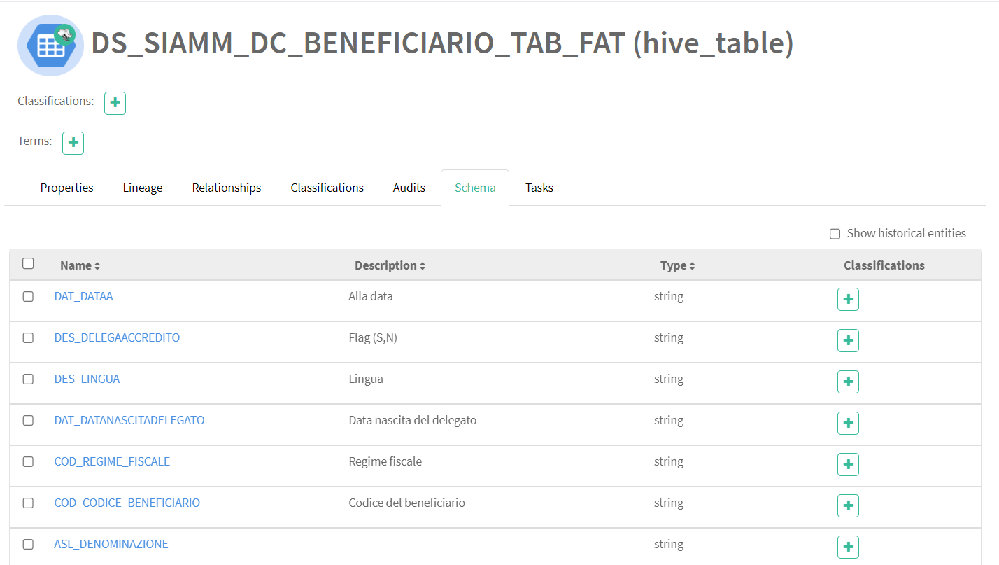 DS_SIAMM_DC_BENEFICIARIO_TAB_FAT (hive_table)
Classifications:
Terms:
Properties Lineage Relationships Classifications Audits Schema Tasks
Show historical entities
Name Description Type Classifications
DAT_DATAA Alla data string
DES_DELEGAACCREDITO Flag (S,N) string
DES_LINGUA Lingua string
DAT_DATANASCITADELEGATO Data nascita del delegato string
COD_REGIME_FISCALE Regime fiscale string
COD_CODICE_BENEFICIARIO Codice del beneficiario string
ASL_DENOMINAZIONE string